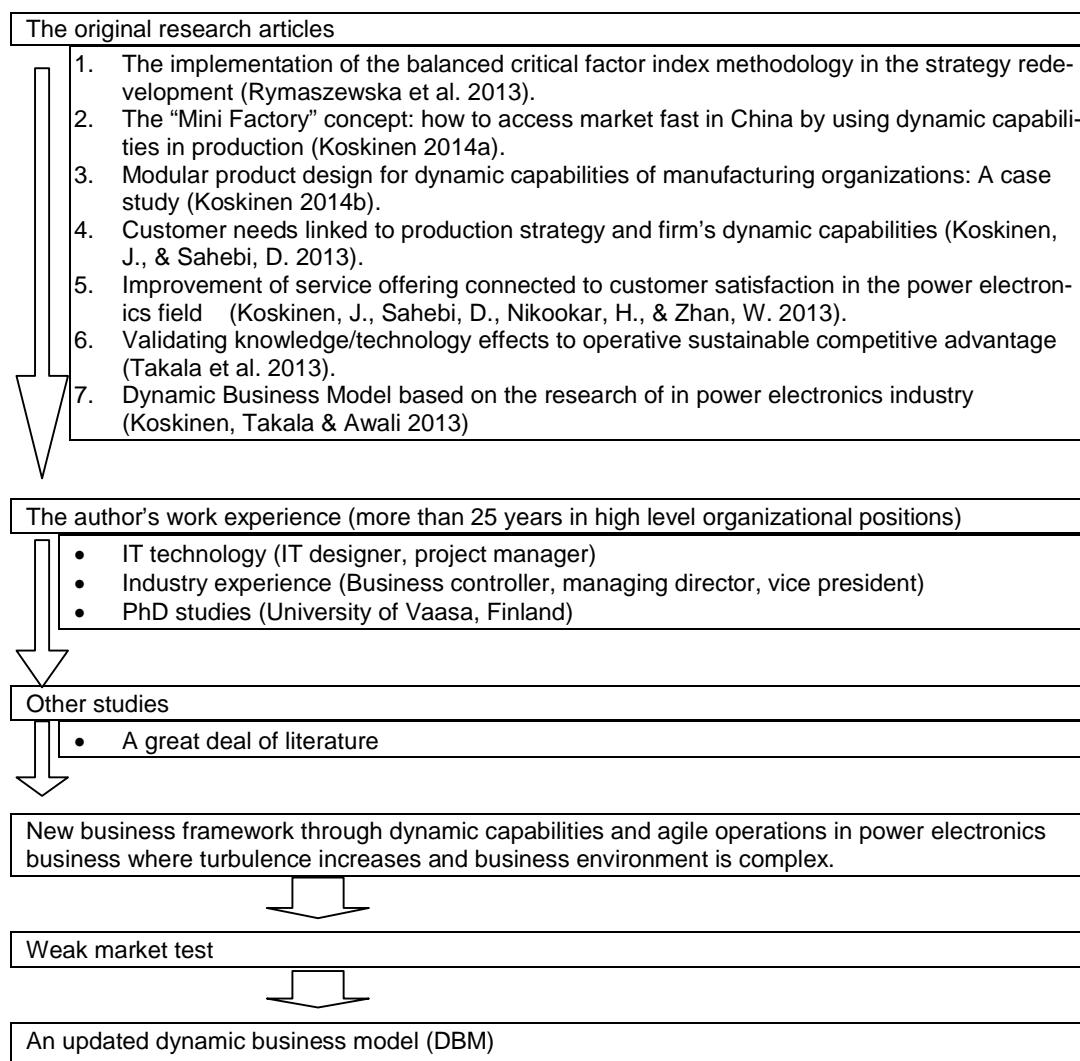 The original research articles
1. The implementation of the balanced critical factor index methodology in the strategy rede-
velopment (Rymaszewska et al. 2013).
2. The “Mini Factory” concept: how to access market fast in China by using dynamic capabili-
ties in production (Koskinen 2014a).
3. Modular product design for dynamic capabilities of manufacturing organizations: A case
study (Koskinen 2014b).
4. Customer needs linked to production strategy and firm’s dynamic capabilities (Koskinen,
J., & Sahebi, D. 2013).
5. Improvement of service offering connected to customer satisfaction in the power electron-
ics field (Koskinen, J., Sahebi, D., Nikookar, H., & Zhan, W. 2013).
6. Validating knowledge/technology effects to operative sustainable competitive advantage
(Takala et al. 2013).
7. Dynamic Business Model based on the research of in power electronics industry
(Koskinen, Takala & Awali 2013)
The author’s work experience (more than 25 years in high level organizational positions)
• IT technology (IT designer, project manager)
• Industry experience (Business controller, managing director, vice president)
• PhD studies (University of Vaasa, Finland)
Other studies
• A great deal of literature
New business framework through dynamic capabilities and agile operations in power electronics
business where turbulence increases and business environment is complex.
Weak market test
An updated dynamic business model (DBM)